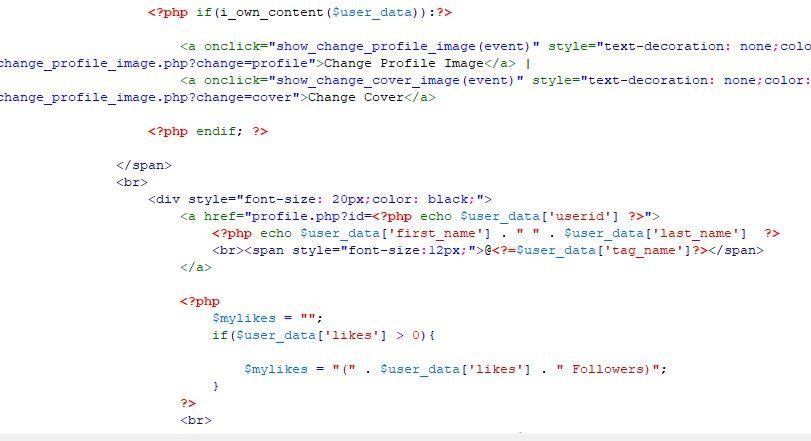 <?php if(i_own_content($user_data)):?>
<a onclick="show_change_profile_image(event)" style="text-decoration: none;colo
change_profile_image.php?change=profile">Change Profile Image</a> |
<a onclick="show_change_cover_image(event)" style="text-decoration: none;color:
change_profile_image.php?change=cover">Change Cover</a>
<?php endif; ?>
</span>
<br>
<div style="font-size: 20px;color: black;">
<a href="profile.php?id=<?php echo $user_data['userid'] ?>">
<?php echo $user_data['first_name'] . " " . $user_data['last_name']  ?>
<br><span style="font-size:12px;">@<?=$user_data['tag_name']?></span>
</a>
<?php
$mylikes = "";
if($user_data['likes'] > 0){
$mylikes = "(" . $user_data['likes'] . " Followers)";
}
?>
<br>